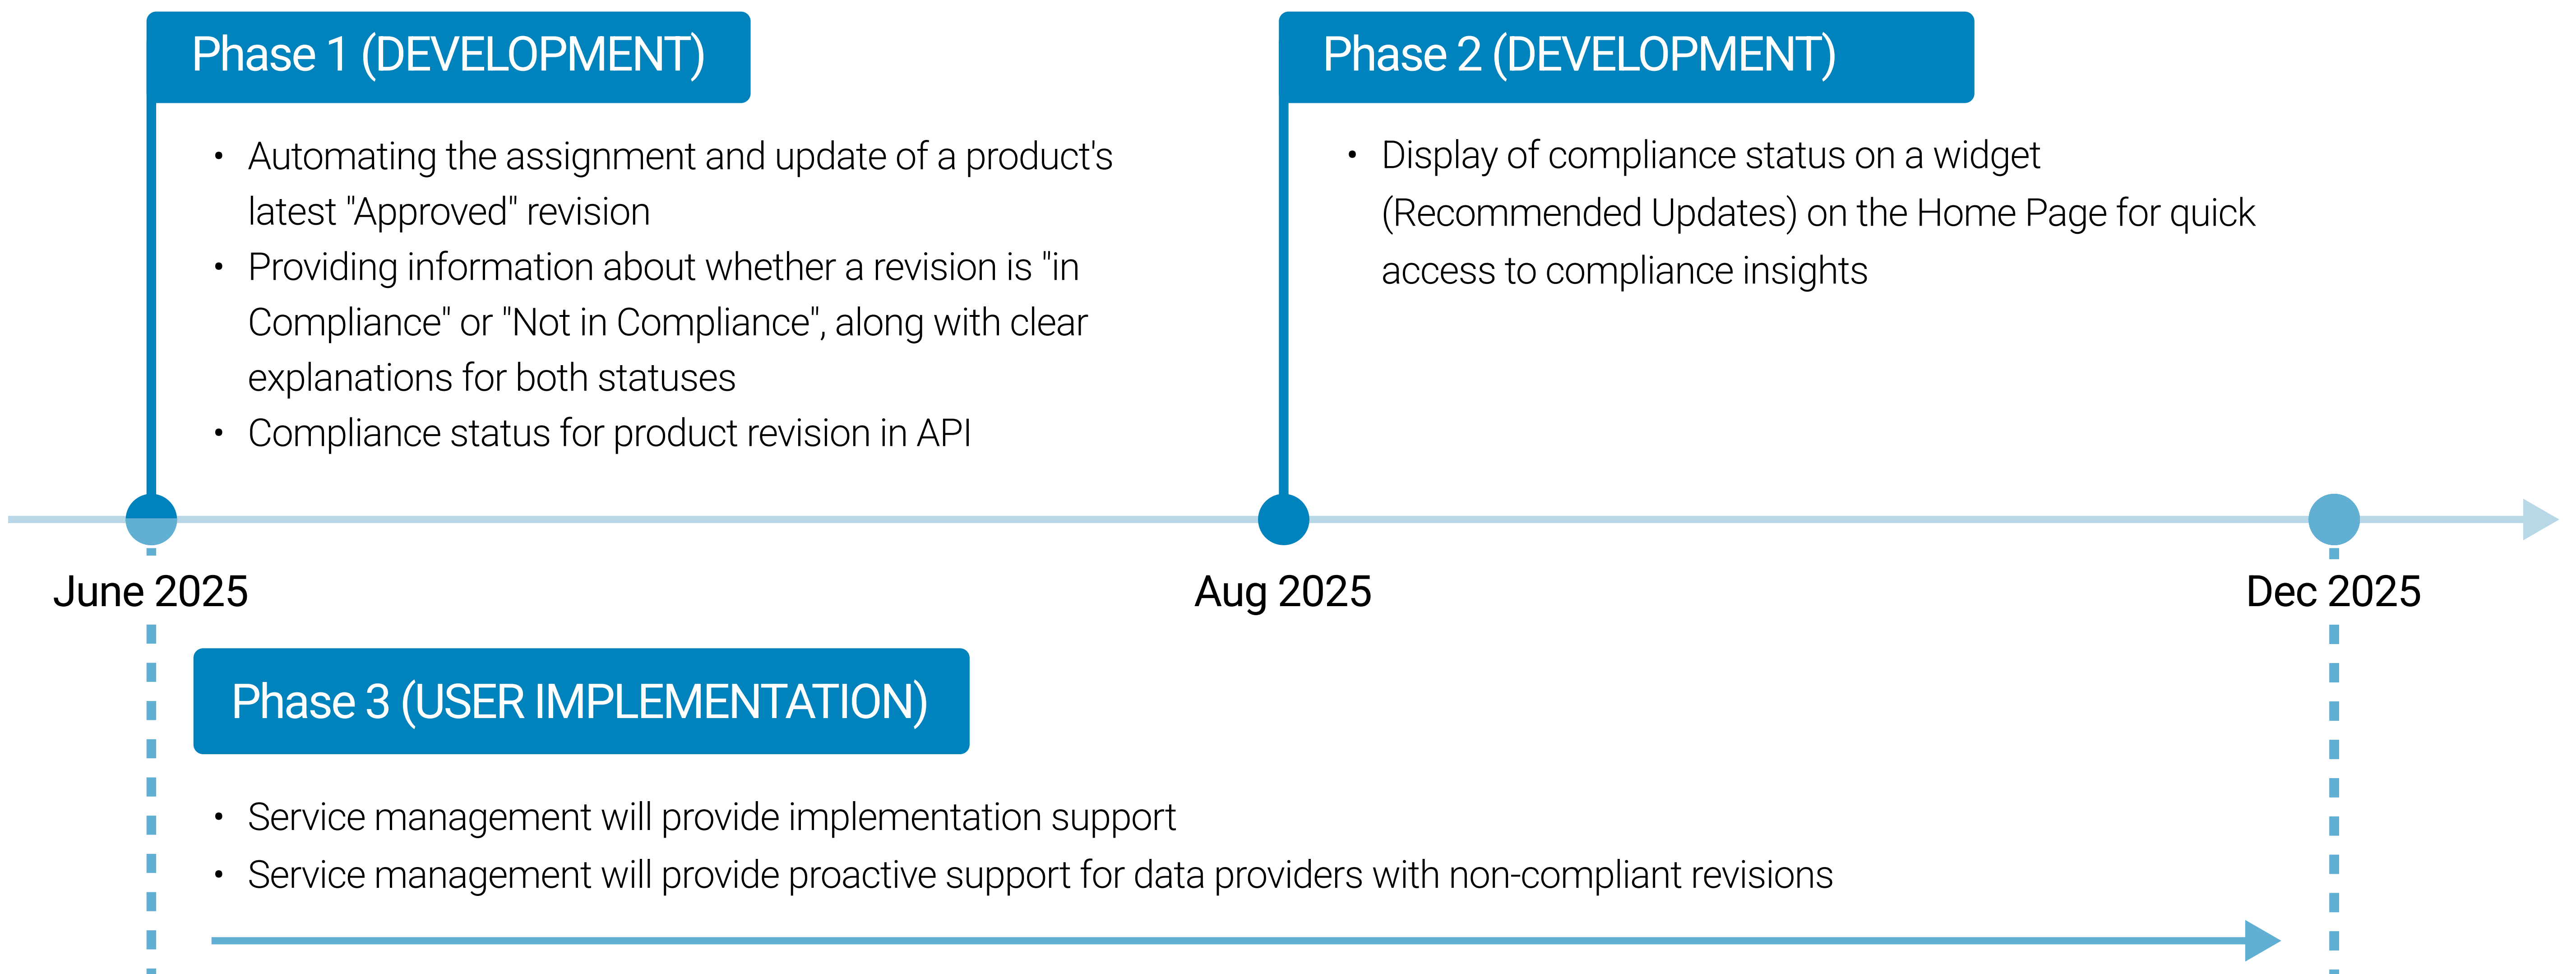 Phase 1 (DEVELOPMENT)
• Automating the assignment and update of a product's
latest "Approved" revision
• Providing information about whether a revision is "in
Compliance" or "Not in Compliance", along with clear
explanations for both statuses
• Compliance status for product revision in API
Phase 2 (DEVELOPMENT)
• Display of compliance status on a widget
(Recommended Updates) on the Home Page for quick
access to compliance insights
June 2025
Aug 2025
Dec 2025
Phase 3 (USER IMPLEMENTATION)
• Service management will provide implementation support
• Service management will provide proactive support for data providers with non-compliant revisions